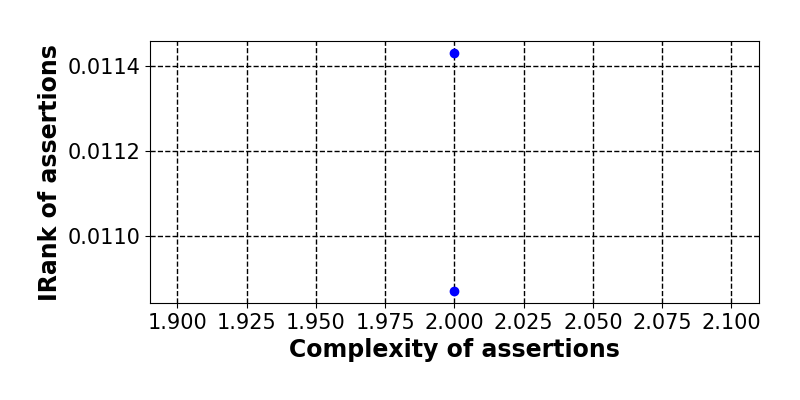 IRank of assertions
0.0114
0.0112
0.0110
1.900 1.925 1.950 1.975 2.000 2.025 2.050 2.075 2.100
Complexity of assertions